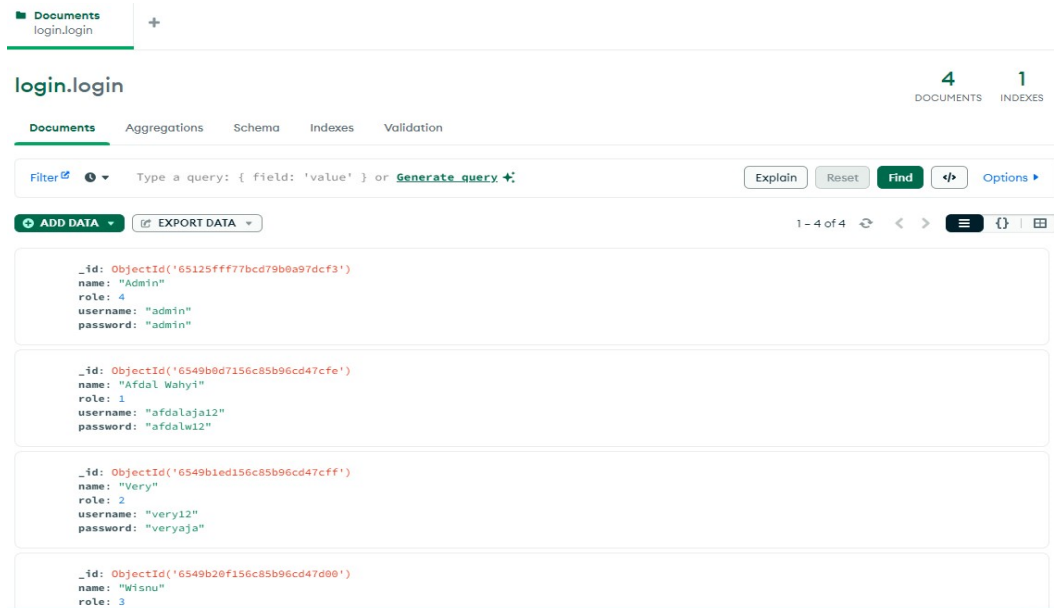 Documents
login.login
+
login.login
4
DOCUMENTS
1
INDEXES
Documents Aggregations Schema Indexes Validation
Filter Type a query: { field: 'value' } or Generate query Explain Reset Find </> Options
ADD DATA EXPORT DATA 1 – 4 of 4 {}
_id: ObjectId('65125fff77bcd79b0a97dcf3')
name: "Admin"
role: 4
username: "admin"
password: "admin"
_id: ObjectId('6549b0d7156c85b96cd47cfe')
name: "Afdal Wahyi"
role: 1
username: "afdalaja12"
password: "afdalw12"
_id: ObjectId('6549b1ed156c85b96cd47cff')
name: "Very"
role: 2
username: "very12"
password: "veryaja"
_id: ObjectId('6549b20f156c85b96cd47d00')
name: "Wisnu"
role: 3